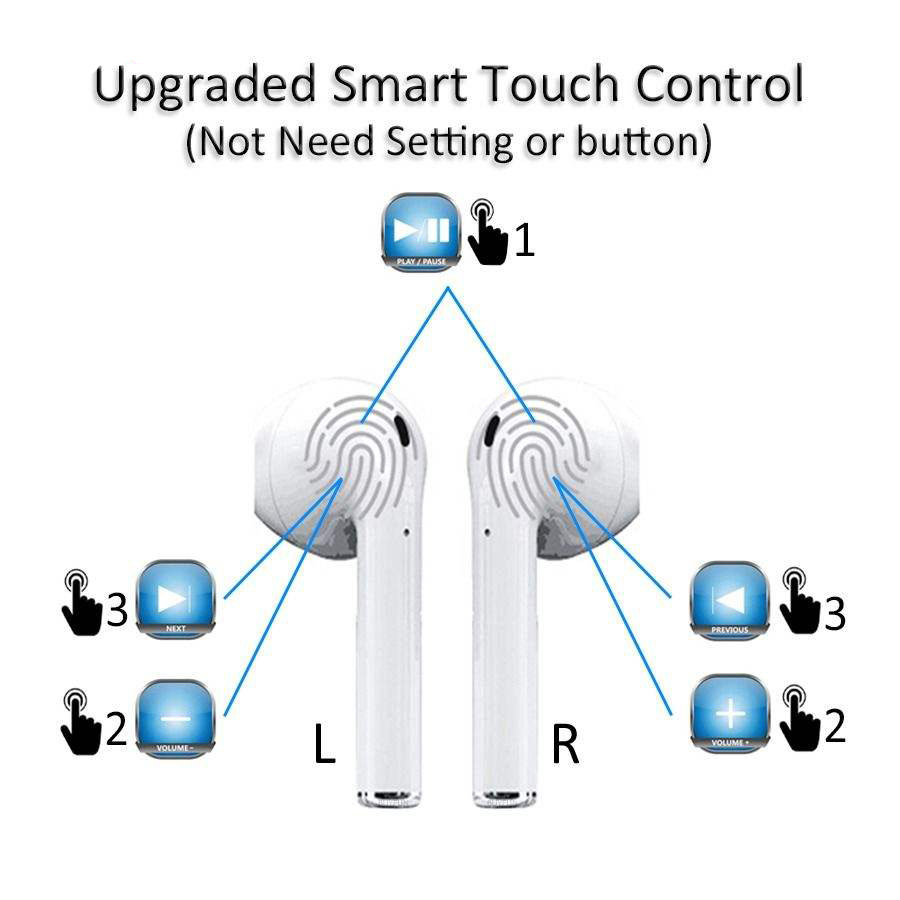 Upgraded Smart Touch Control
(Not Need Setting or button)
PLAY / PAUSE
1
3
NEXT
PREVIOUS
3
2
VOLUME -
VOLUME +
2
L
R